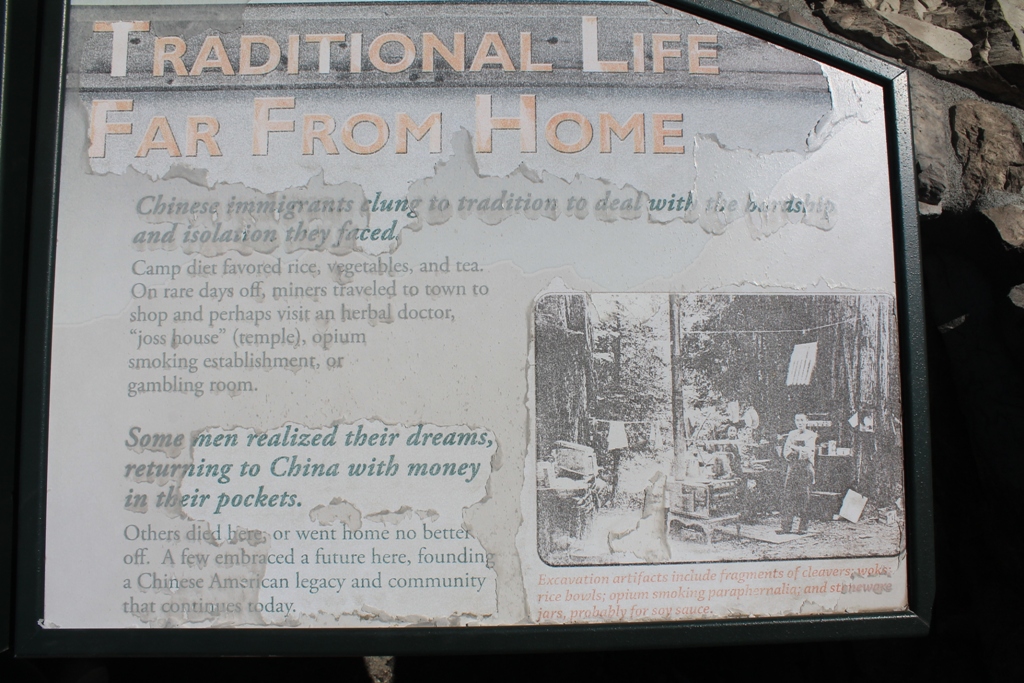 TRADITIONAL LIFE
FAR FROM HOME
Chinese immigrants clung to tradition to deal with the hardship
and isolation they faced.
Camp diet favored rice, vegetables, and tea.
On rare days off, miners traveled to town to
shop and perhaps visit an herbal doctor,
“joss house” (temple), opium
smoking establishment, or
gambling room.
Some men realized their dreams,
returning to China with money
in their pockets.
Others died here, or went home no better
off. A few embraced a future here, founding
a Chinese American legacy and community
that continues today.
Excavation artifacts include fragments of cleavers; woks;
rice bowls; opium smoking paraphernalia; and stoneware
jars, probably for soy sauce.